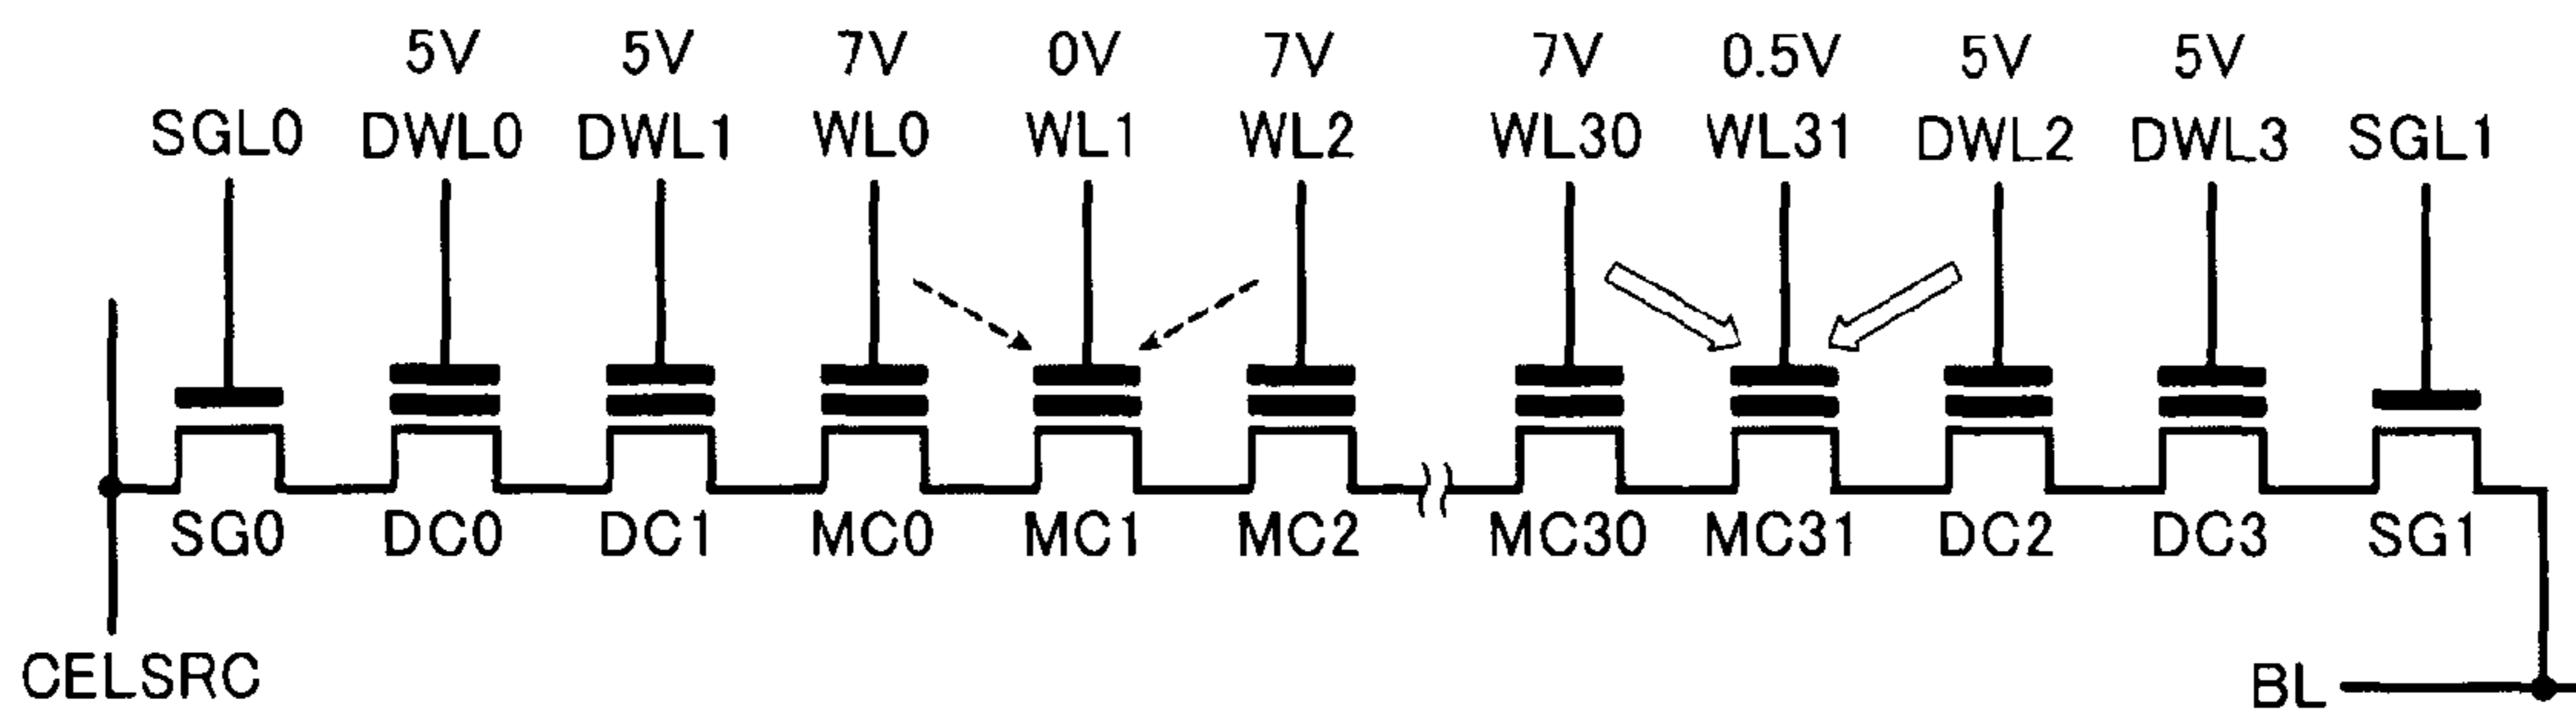 5V 5V 7V 0V 7V 7V 0.5V 5V 5V
SGL0 DWL0 DWL1 WL0 WL1 WL2 WL30 WL31 DWL2 DWL3 SGL1
SG0 DC0 DC1 MC0 MC1 MC2 MC30 MC31 DC2 DC3 SG1
CELSRC
BL